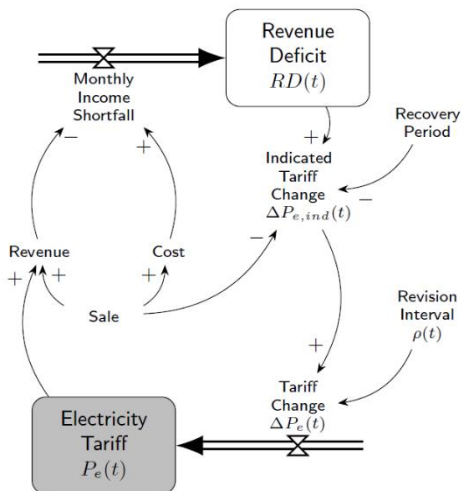 Revenue
Deficit
RD(t)
Monthly
Income
Shortfall
Recovery
Period
+
Indicated
Tariff
Change
ΔP_{e,ind}(t)
−
+
−
−
Revenue
Cost
+
+
+
Sale
Revision
Interval
ρ(t)
+
Electricity
Tariff
P_e(t)
Tariff
Change
ΔP_e(t)